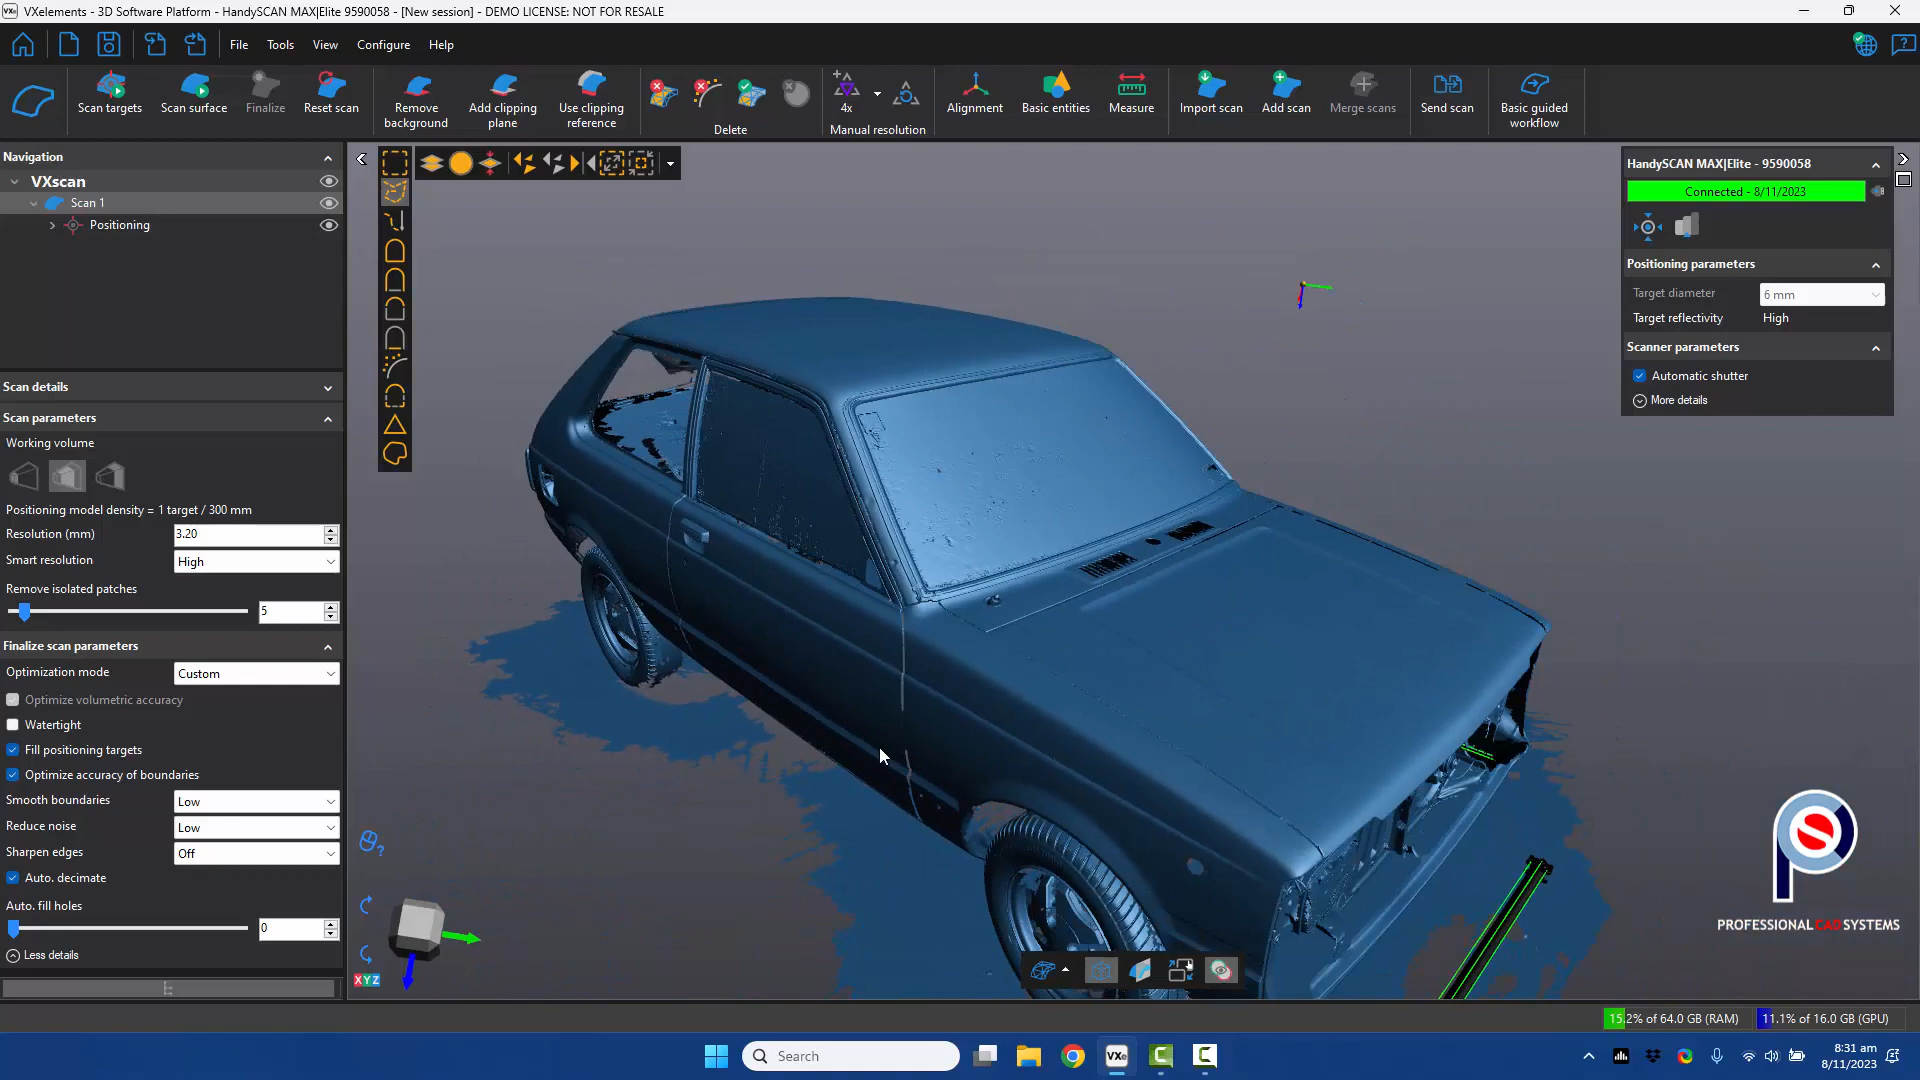 VXelements - 3D Software Platform - HandySCAN MAX|Elite 9590058 - [New session] - DEMO LICENSE: NOT FOR RESALE
File Tools View Configure Help
Scan targets
Scan surface
Finalize
Reset scan
Remove background
Add clipping plane
Use clipping reference
Delete
4x
Manual resolution
Alignment
Basic entities
Measure
Import scan
Add scan
Merge scans
Send scan
Basic guided workflow
Navigation
VXscan
Scan 1
Positioning
Scan details
Scan parameters
Working volume
Positioning model density = 1 target / 300 mm
Resolution (mm) 3.20
Smart resolution High
Remove isolated patches
5
Finalize scan parameters
Optimization mode Custom
Optimize volumetric accuracy
Watertight
Fill positioning targets
Optimize accuracy of boundaries
Smooth boundaries Low
Reduce noise Low
Sharpen edges Off
Auto. decimate
Auto. fill holes
0
Less details
XYZ
HandySCAN MAX|Elite - 9590058
Connected - 8/11/2023
Positioning parameters
Target diameter 6 mm
Target reflectivity High
Scanner parameters
Automatic shutter
More details
PROFESSIONALCADSYSTEMS
15.2% of 64.0 GB (RAM) 11.1% of 16.0 GB (GPU)
Search
VXe
8:31 am
8/11/2023